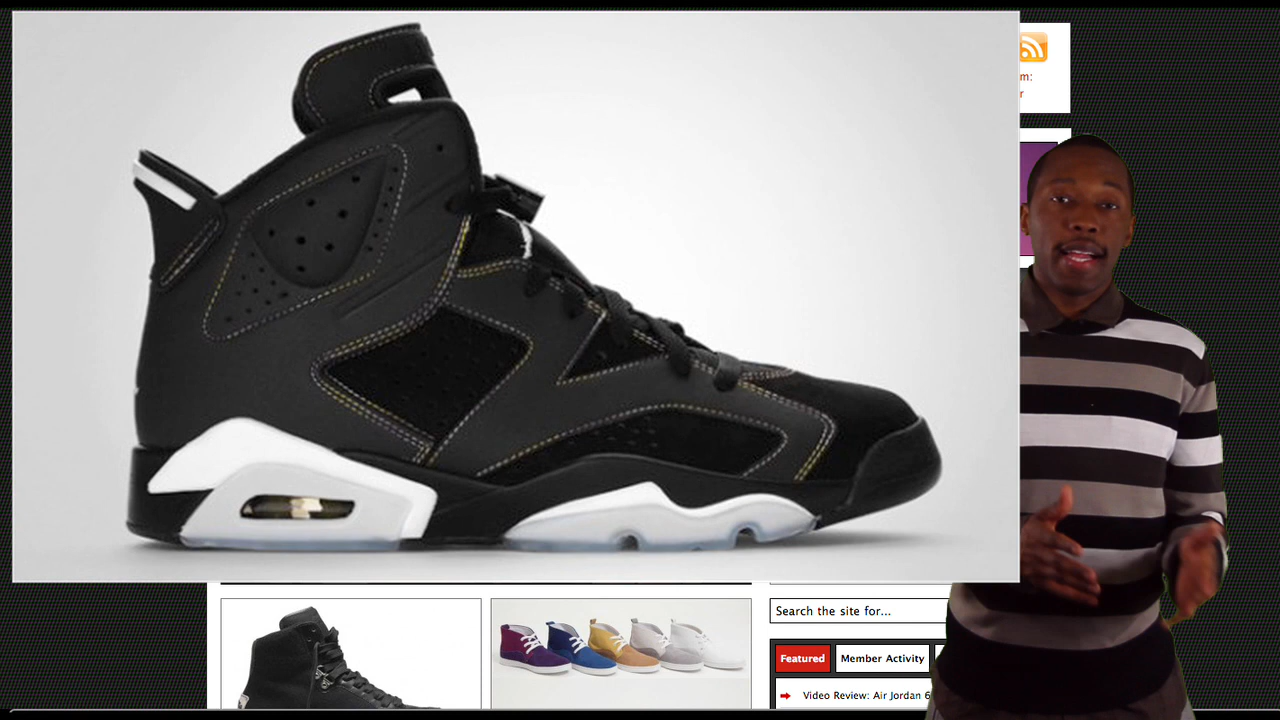 m:
r
Search the site for...
Featured
Member Activity
Video Review: Air Jordan 6